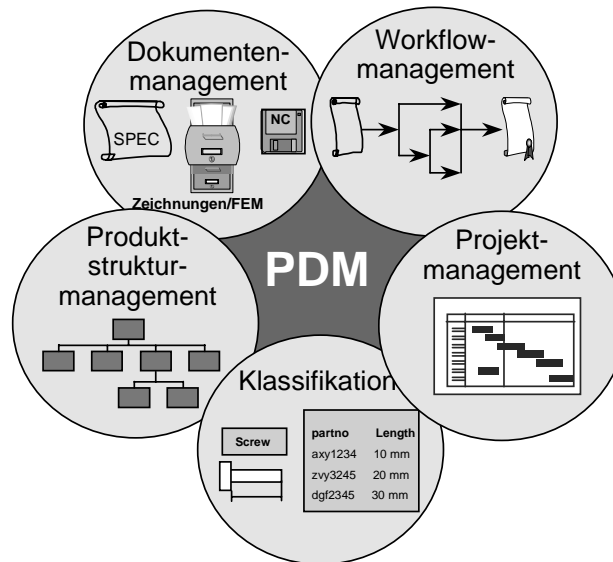 Dokumenten-
management
SPEC
NC
Zeichnungen/FEM
Workflow-
management
Produkt-
struktur-
management
PDM
Projekt-
management
Klassifikation
Screw
partno Length
axy1234 10 mm
zvy3245 20 mm
dgf2345 30 mm